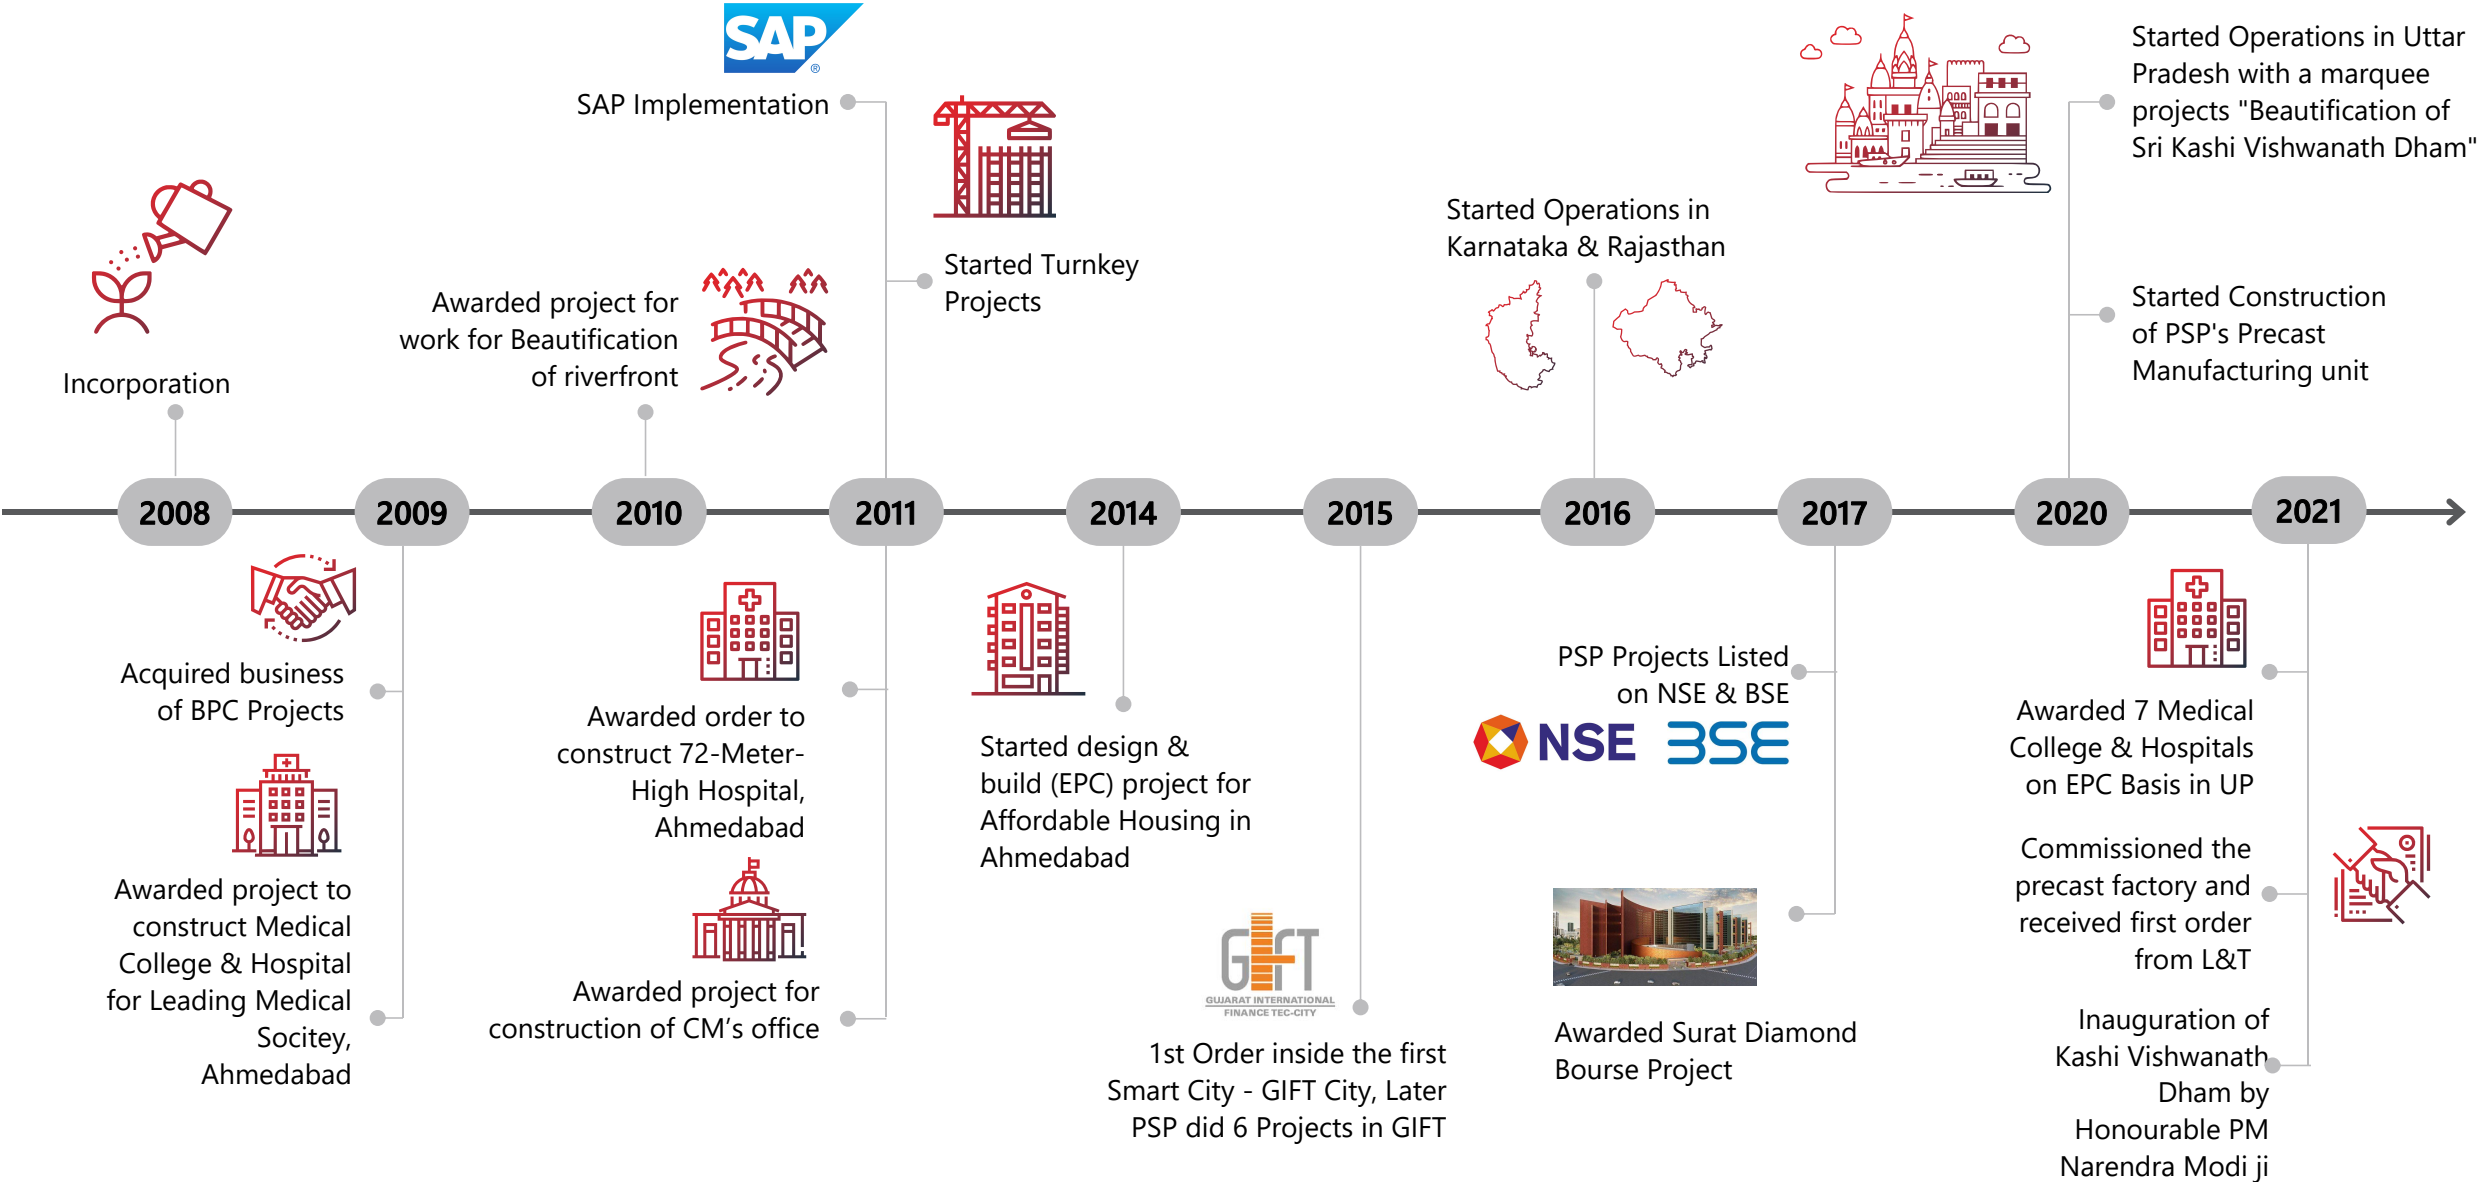 SAP
®
SAP Implementation
Started Operations in Uttar
Pradesh with a marquee
projects "Beautification of
Sri Kashi Vishwanath Dham"
Started Operations in
Karnataka & Rajasthan
Started Turnkey
Projects
Awarded project for
work for Beautification
of riverfront
Started Construction
of PSP's Precast
Manufacturing unit
Incorporation
2008
2009
2010
2011
2014
2015
2016
2017
2020
2021
Acquired business
of BPC Projects
Awarded project to
construct Medical
College & Hospital
for Leading Medical
Socitey,
Ahmedabad
Awarded order to
construct 72-Meter-
High Hospital,
Ahmedabad
Awarded project for
construction of CM’s office
Started design &
build (EPC) project for
Affordable Housing in
Ahmedabad
GIFT
GUJARAT INTERNATIONAL
FINANCE TEC-CITY
1st Order inside the first
Smart City - GIFT City, Later
PSP did 6 Projects in GIFT
PSP Projects Listed
on NSE & BSE
NSE BSE
Awarded Surat Diamond
Bourse Project
Awarded 7 Medical
College & Hospitals
on EPC Basis in UP
Commissioned the
precast factory and
received first order
from L&T
Inauguration of
Kashi Vishwanath
Dham by
Honourable PM
Narendra Modi ji